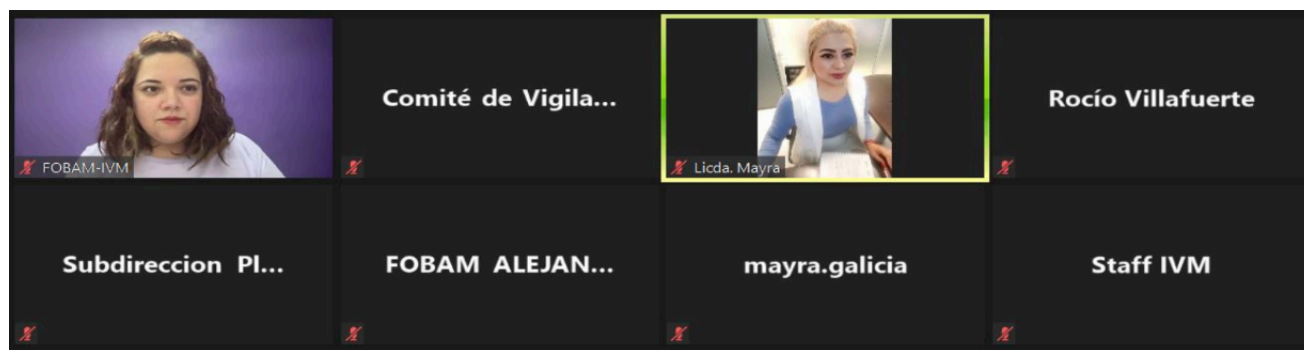 FOBAM-IVM
Comité de Vigila...
Licda. Mayra
Rocío Villafuerte
Subdireccion Pl...
FOBAM ALEJAN...
mayra.galicia
Staff IVM